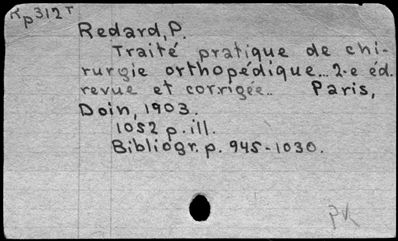 Rp312T
Redard, P.
Traité pratique de chi-
rurgie orthopédique... 2-e éd.
revue et corrigée.. Paris,
Doin, 1903.
1052 p. ill.
Bibliogr. p. 945-1030.